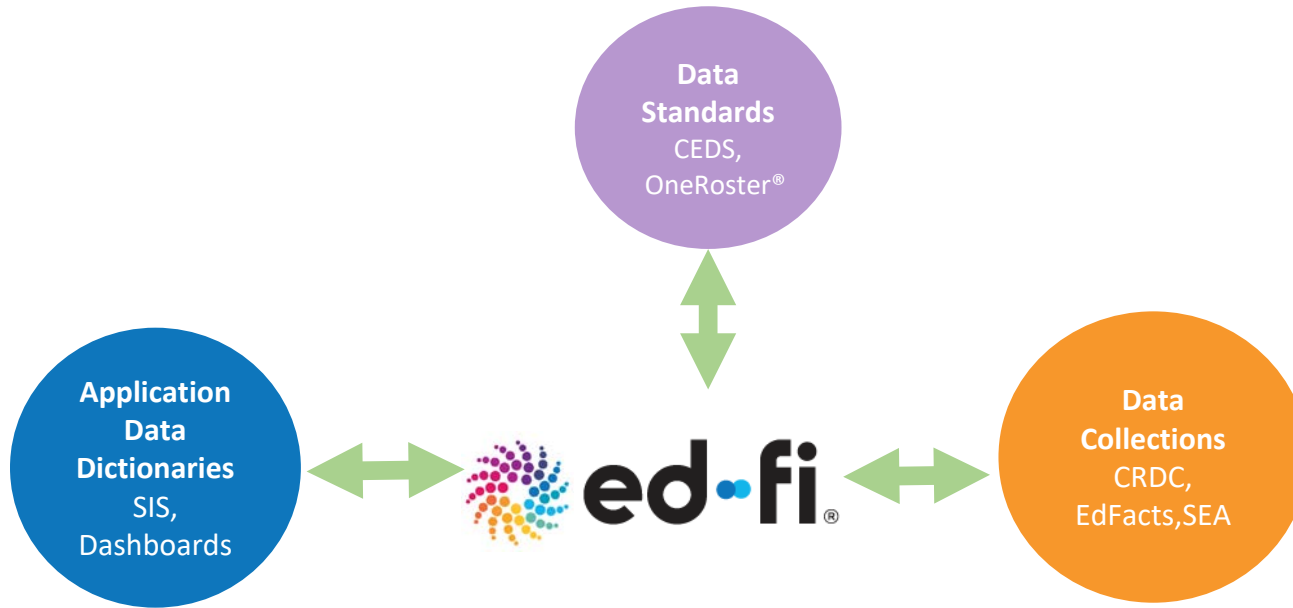 Data
Standards
CEDS,
OneRoster®
Application
Data
Dictionaries
SIS,
Dashboards
ed-fi®
Data
Collections
CRDC,
EdFacts,SEA